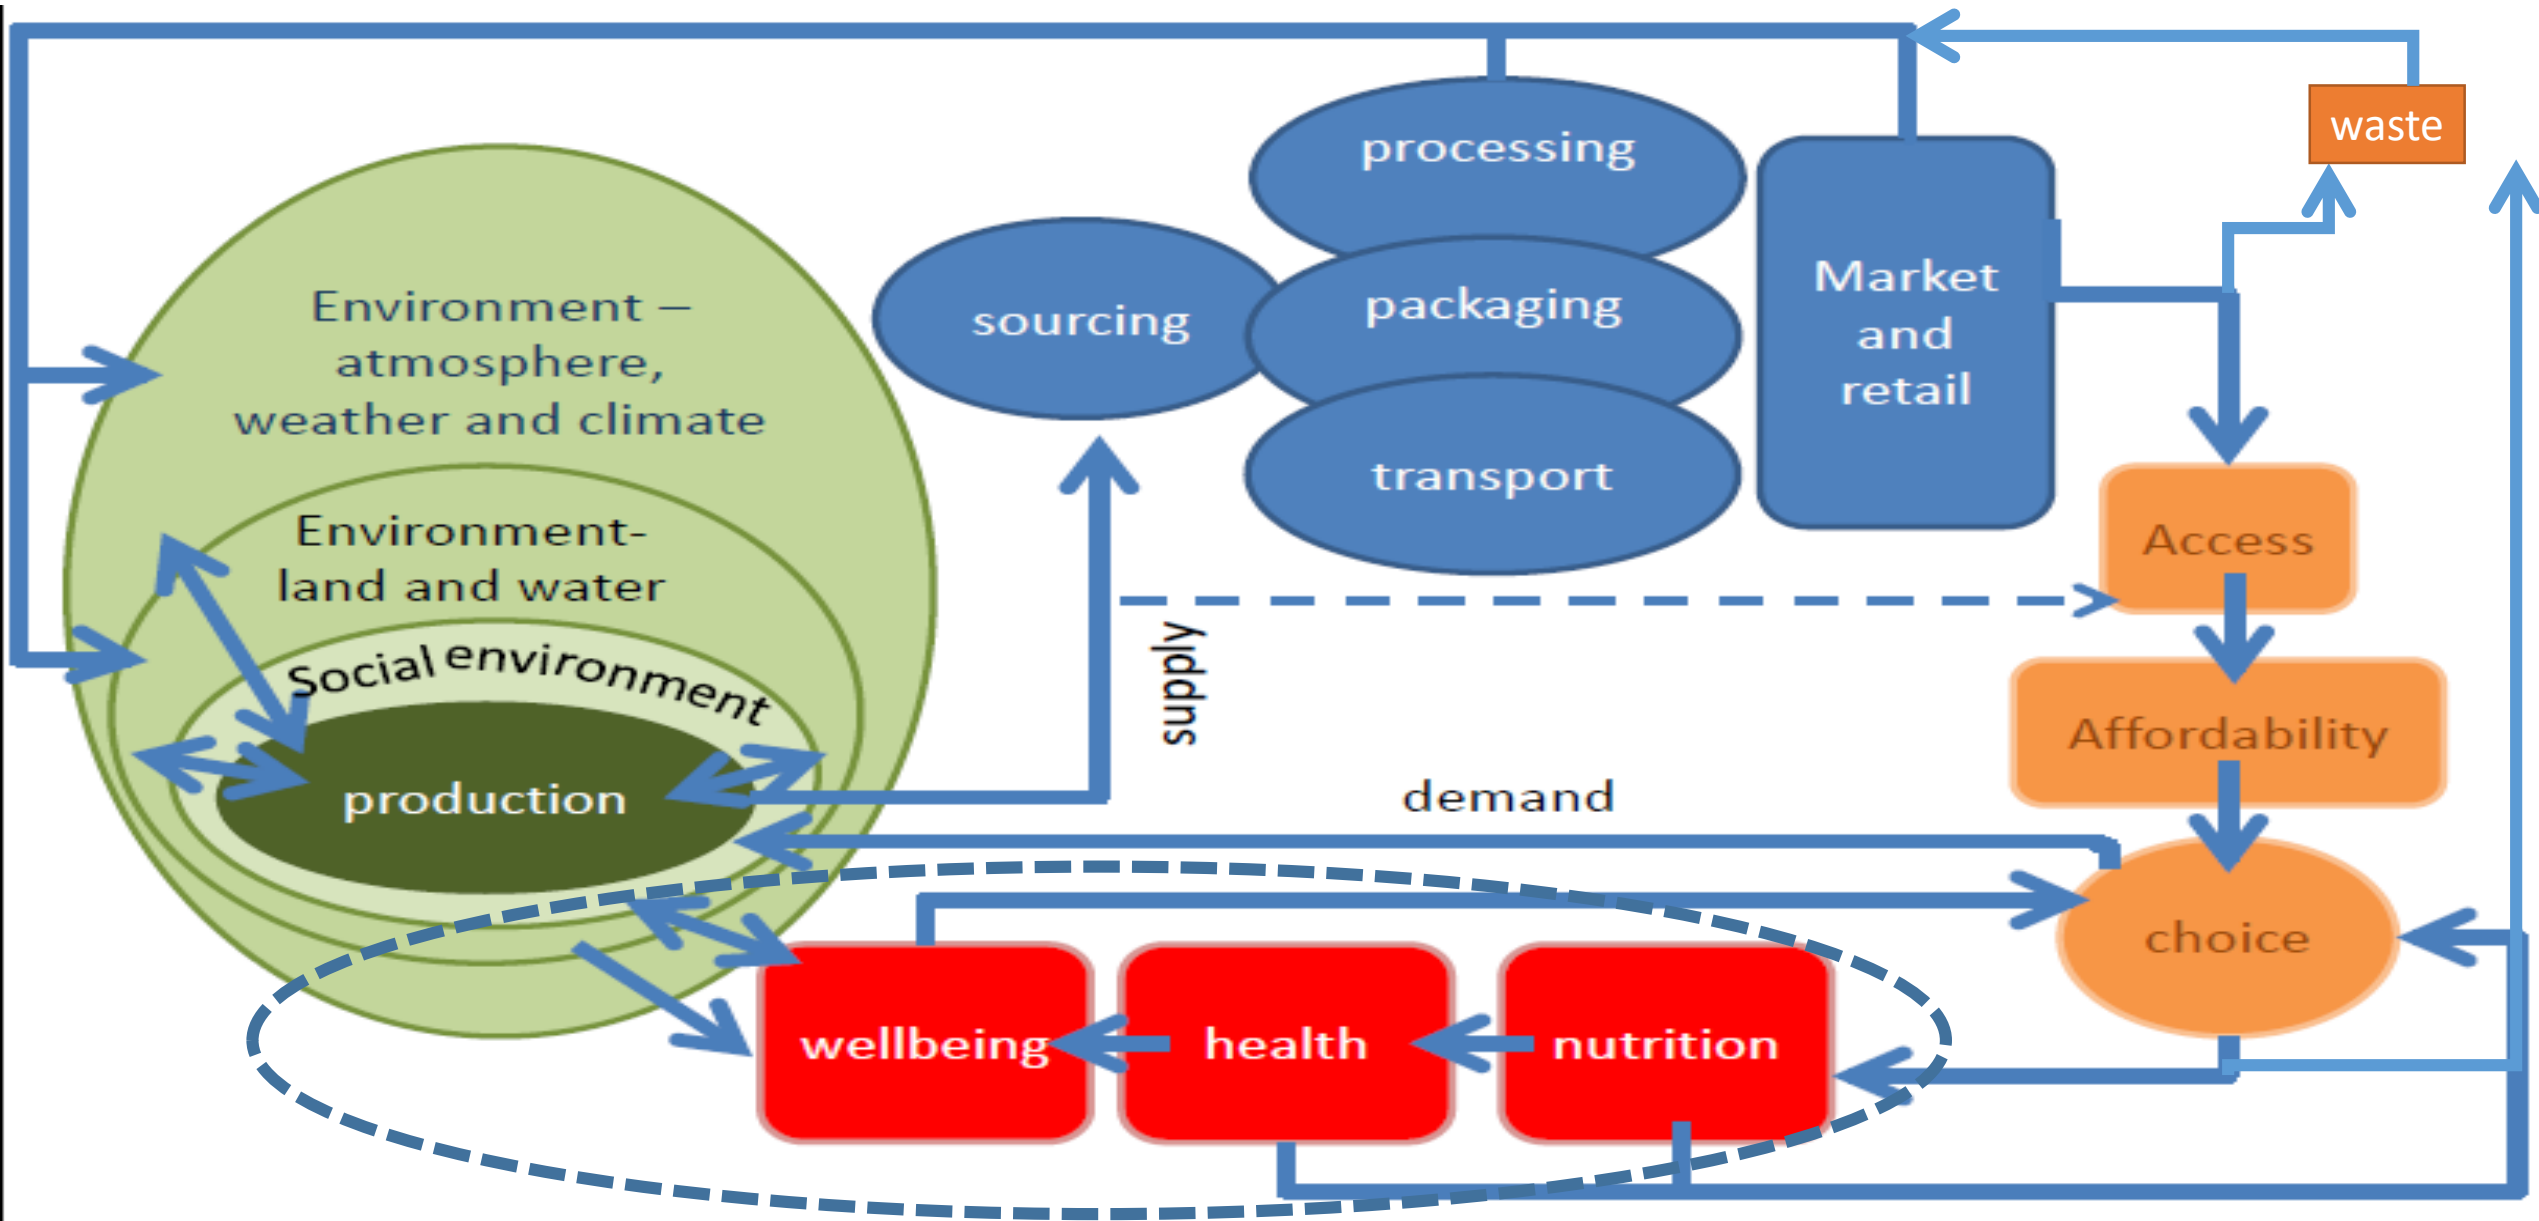 waste
processing
Market
and
retail
packaging
sourcing
transport
Environment –
atmosphere,
weather and climate
Environment-
land and water
Social environment
production
supply
Access
Affordability
demand
choice
wellbeing
health
nutrition